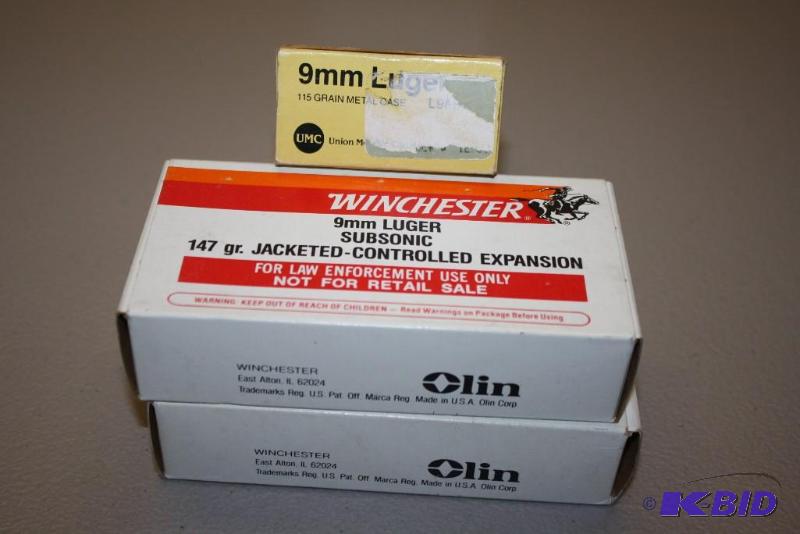 9mm Luger
115 GRAIN METAL CASE
UMC Union
WINCHESTER
9mm LUGER
SUBSONIC
147 gr. JACKETED-CONTROLLED EXPANSION
FOR LAW ENFORCEMENT USE ONLY
NOT FOR RETAIL SALE
WARNING: KEEP OUT OF REACH OF CHILDREN – Read Warnings on Package Before Using
WINCHESTER
East Alton, IL 62024
Trademarks Reg. U.S. Pat. Off. Marca Reg. Made in U.S.A. Olin Corp.
Olin
WINCHESTER
East Alton, IL 62024
Trademarks Reg. U.S. Pat. Off. Marca Reg. Made in U.S.A. Olin Corp.
Olin
© K-BID